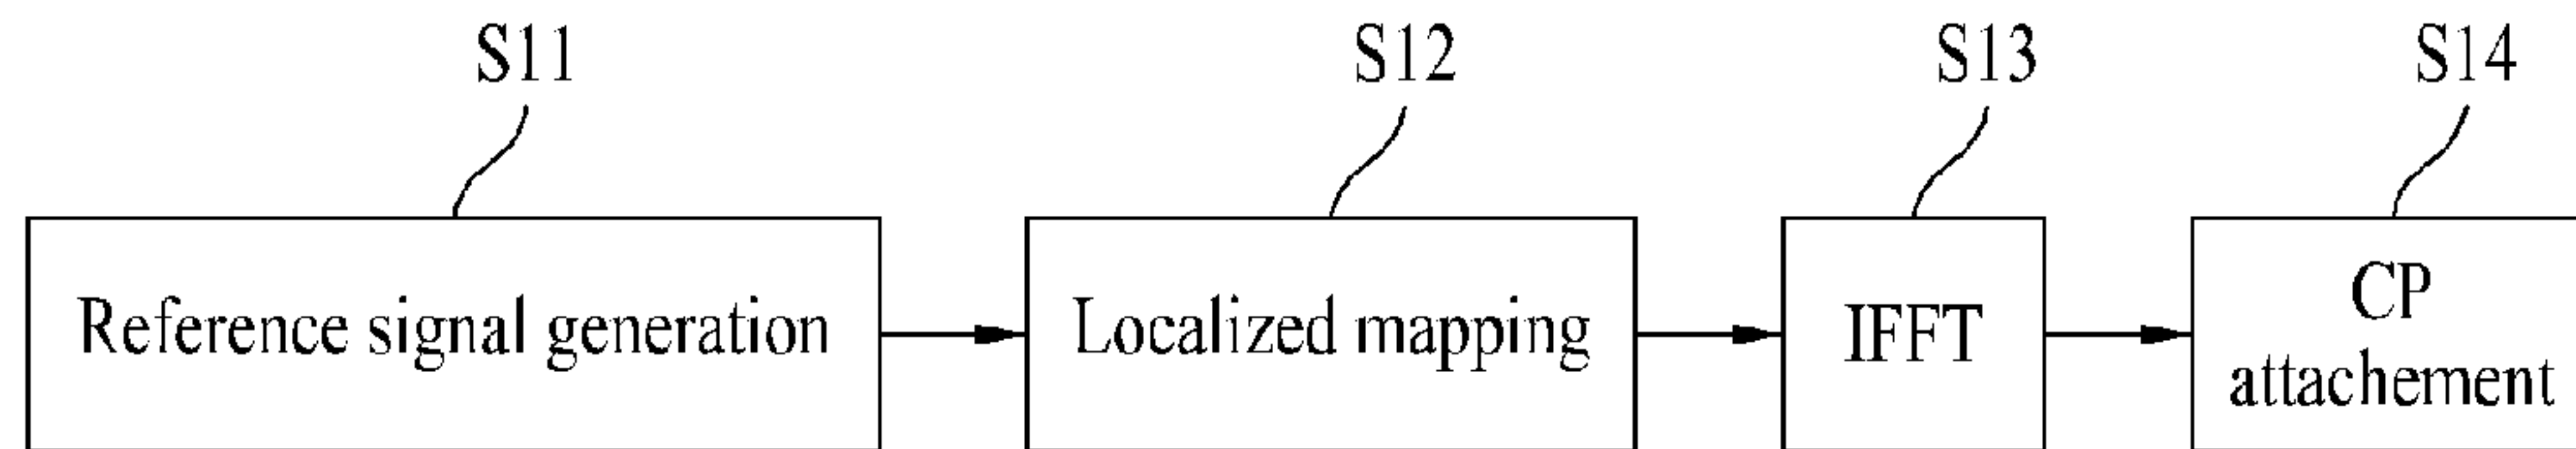 S11
S12
S13
S14
Reference signal generation
Localized mapping
IFFT
CP
attachement